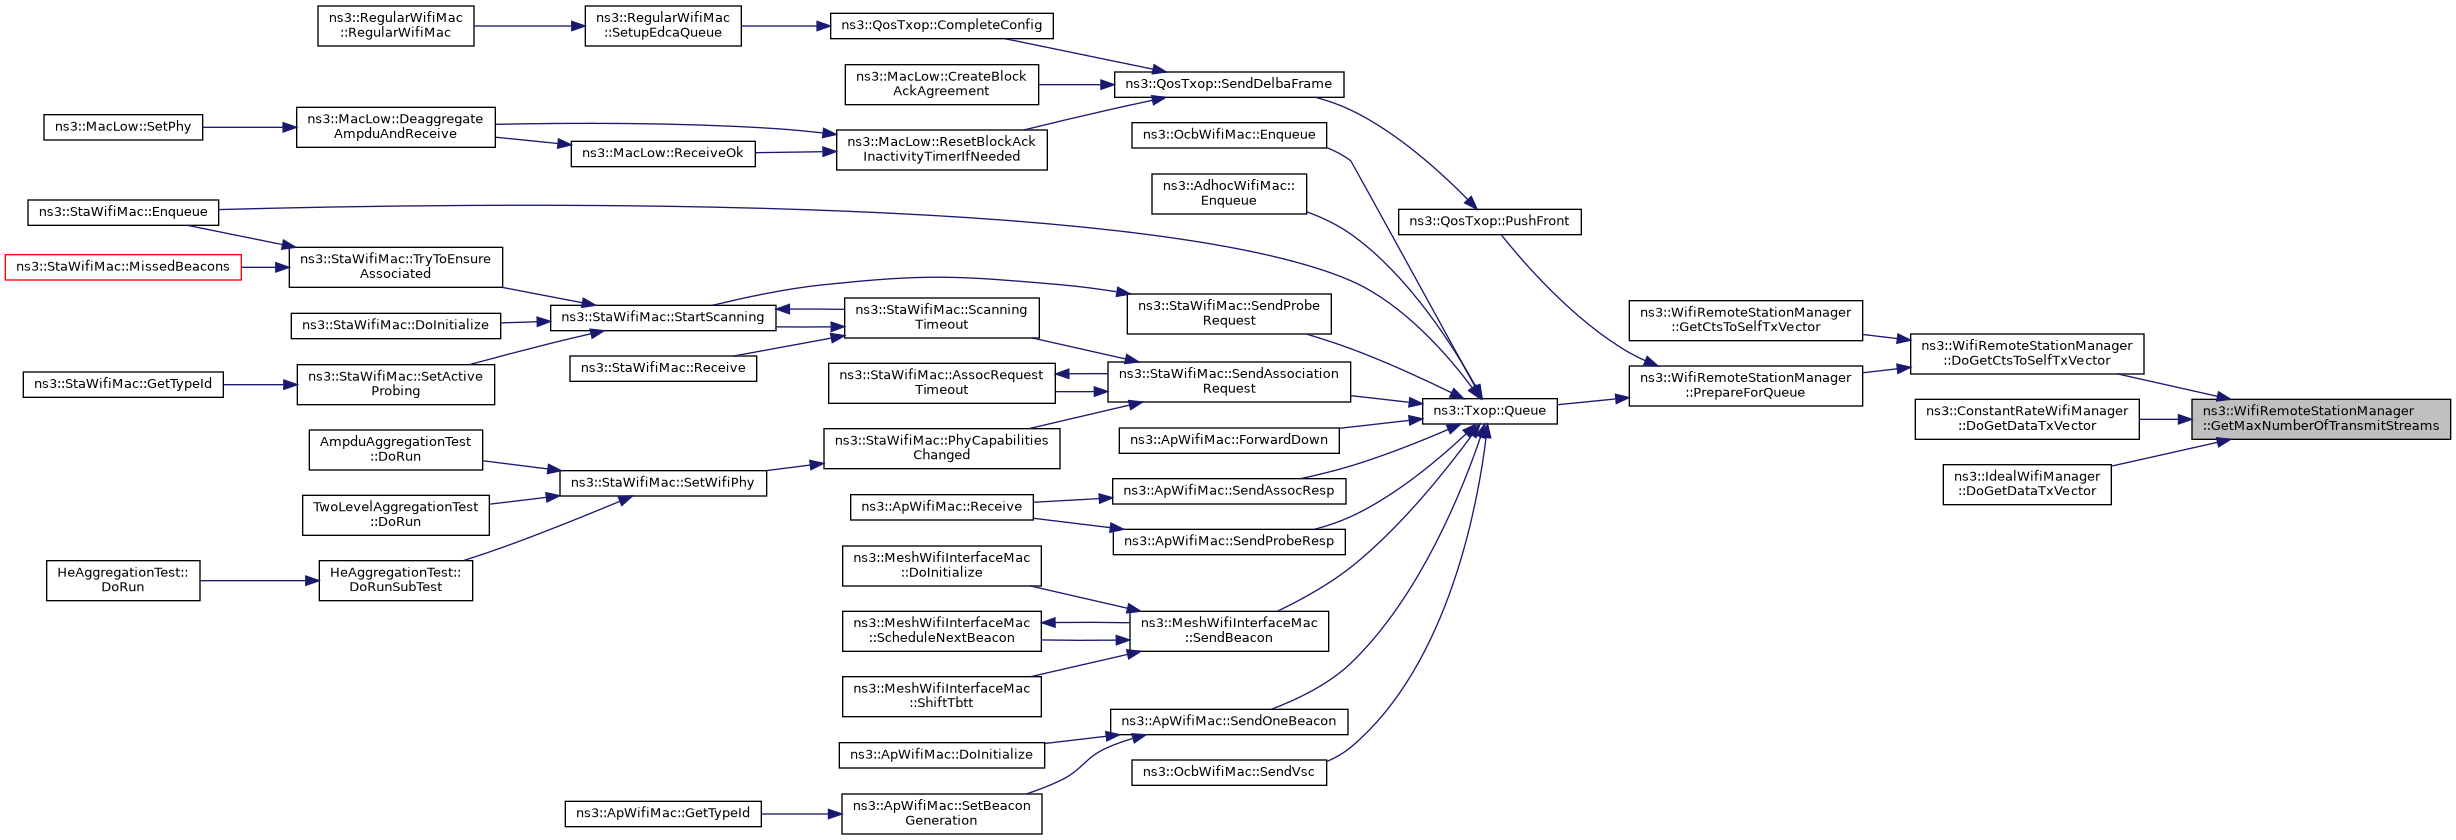 ns3::RegularWifiMac
::RegularWifiMac
ns3::RegularWifiMac
::SetupEdcaQueue
ns3::QosTxop::CompleteConfig
ns3::MacLow::CreateBlock
AckAgreement
ns3::QosTxop::SendDelbaFrame
ns3::MacLow::SetPhy
ns3::MacLow::Deaggregate
AmpduAndReceive
ns3::MacLow::ReceiveOk
ns3::MacLow::ResetBlockAck
InactivityTimerIfNeeded
ns3::OcbWifiMac::Enqueue
ns3::AdhocWifiMac::
Enqueue
ns3::QosTxop::PushFront
ns3::StaWifiMac::Enqueue
ns3::StaWifiMac::MissedBeacons
ns3::StaWifiMac::TryToEnsure
Associated
ns3::StaWifiMac::DoInitialize
ns3::StaWifiMac::StartScanning
ns3::StaWifiMac::Scanning
Timeout
ns3::StaWifiMac::SendProbe
Request
ns3::StaWifiMac::Receive
ns3::StaWifiMac::GetTypeId
ns3::StaWifiMac::SetActive
Probing
ns3::StaWifiMac::AssocRequest
Timeout
ns3::StaWifiMac::SendAssociation
Request
ns3::WifiRemoteStationManager
::GetCtsToSelfTxVector
ns3::WifiRemoteStationManager
::DoGetCtsToSelfTxVector
ns3::WifiRemoteStationManager
::PrepareForQueue
ns3::Txop::Queue
ns3::ConstantRateWifiManager
::DoGetDataTxVector
ns3::WifiRemoteStationManager
::GetMaxNumberOfTransmitStreams
ns3::IdealWifiManager
::DoGetDataTxVector
ns3::ApWifiMac::ForwardDown
ns3::StaWifiMac::PhyCapabilities
Changed
AmpduAggregationTest
::DoRun
ns3::StaWifiMac::SetWifiPhy
TwoLevelAggregationTest
::DoRun
ns3::ApWifiMac::Receive
ns3::ApWifiMac::SendAssocResp
ns3::ApWifiMac::SendProbeResp
HeAggregationTest::
DoRun
HeAggregationTest::
DoRunSubTest
ns3::MeshWifiInterfaceMac
::DoInitialize
ns3::MeshWifiInterfaceMac
::ScheduleNextBeacon
ns3::MeshWifiInterfaceMac
::SendBeacon
ns3::MeshWifiInterfaceMac
::ShiftTbtt
ns3::ApWifiMac::SendOneBeacon
ns3::ApWifiMac::DoInitialize
ns3::OcbWifiMac::SendVsc
ns3::ApWifiMac::GetTypeId
ns3::ApWifiMac::SetBeacon
Generation